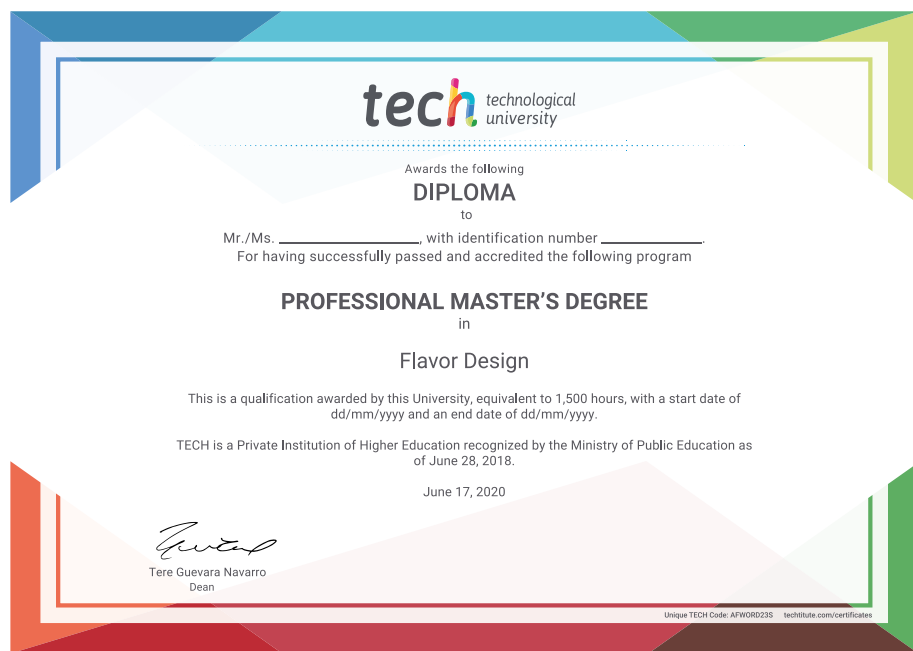 tech technological
university
Awards the following
DIPLOMA
to
Mr./Ms. ____________________, with identification number ______________.
For having successfully passed and accredited the following program
PROFESSIONAL MASTER’S DEGREE
in
Flavor Design
This is a qualification awarded by this University, equivalent to 1,500 hours, with a start date of
dd/mm/yyyy and an end date of dd/mm/yyyy.
TECH is a Private Institution of Higher Education recognized by the Ministry of Public Education as
of June 28, 2018.
June 17, 2020
Tere Guevara Navarro
Dean
Unique TECH Code: AFWORD23S techtitute.com/certificates